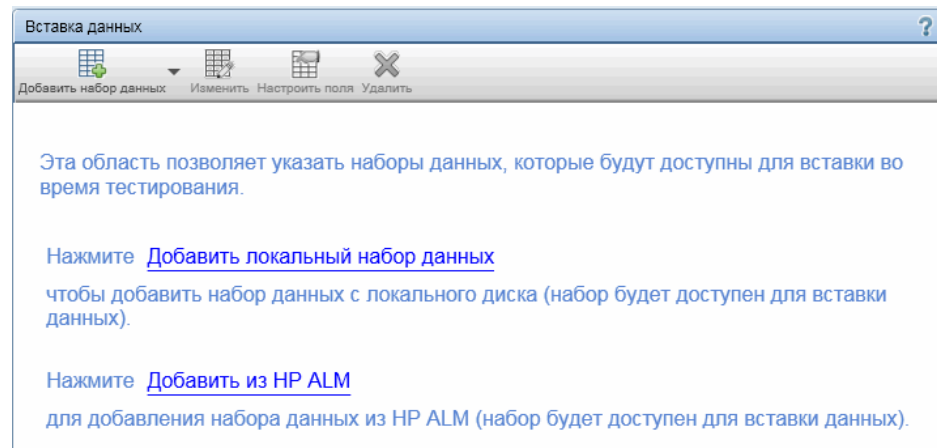 Вставка данных
?
Добавить набор данных Изменить Настроить поля Удалить
Эта область позволяет указать наборы данных, которые будут доступны для вставки во
время тестирования.
Нажмите Добавить локальный набор данных
чтобы добавить набор данных с локального диска (набор будет доступен для вставки
данных).
Нажмите Добавить из HP ALM
для добавления набора данных из HP ALM (набор будет доступен для вставки данных).